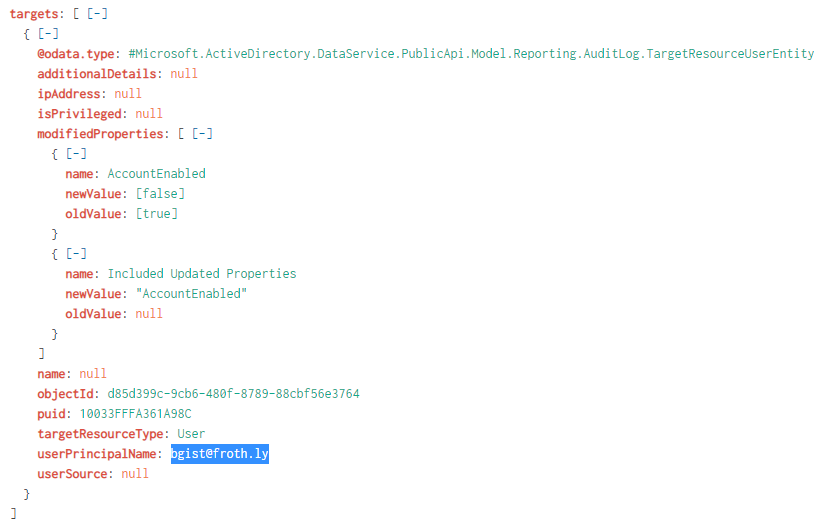 targets: [ [-]
{ [-]
@odata.type: #Microsoft.ActiveDirectory.DataService.PublicApi.Model.Reporting.AuditLog.TargetResourceUserEntity
additionalDetails: null
ipAddress: null
isPrivileged: null
modifiedProperties: [ [-]
{ [-]
name: AccountEnabled
newValue: [false]
oldValue: [true]
}
{ [-]
name: Included Updated Properties
newValue: "AccountEnabled"
oldValue: null
}
]
name: null
objectId: d85d399c-9cb6-480f-8789-88cbf56e3764
puid: 10033FFFA361A98C
targetResourceType: User
userPrincipalName: bgist@froth.ly
userSource: null
}
]